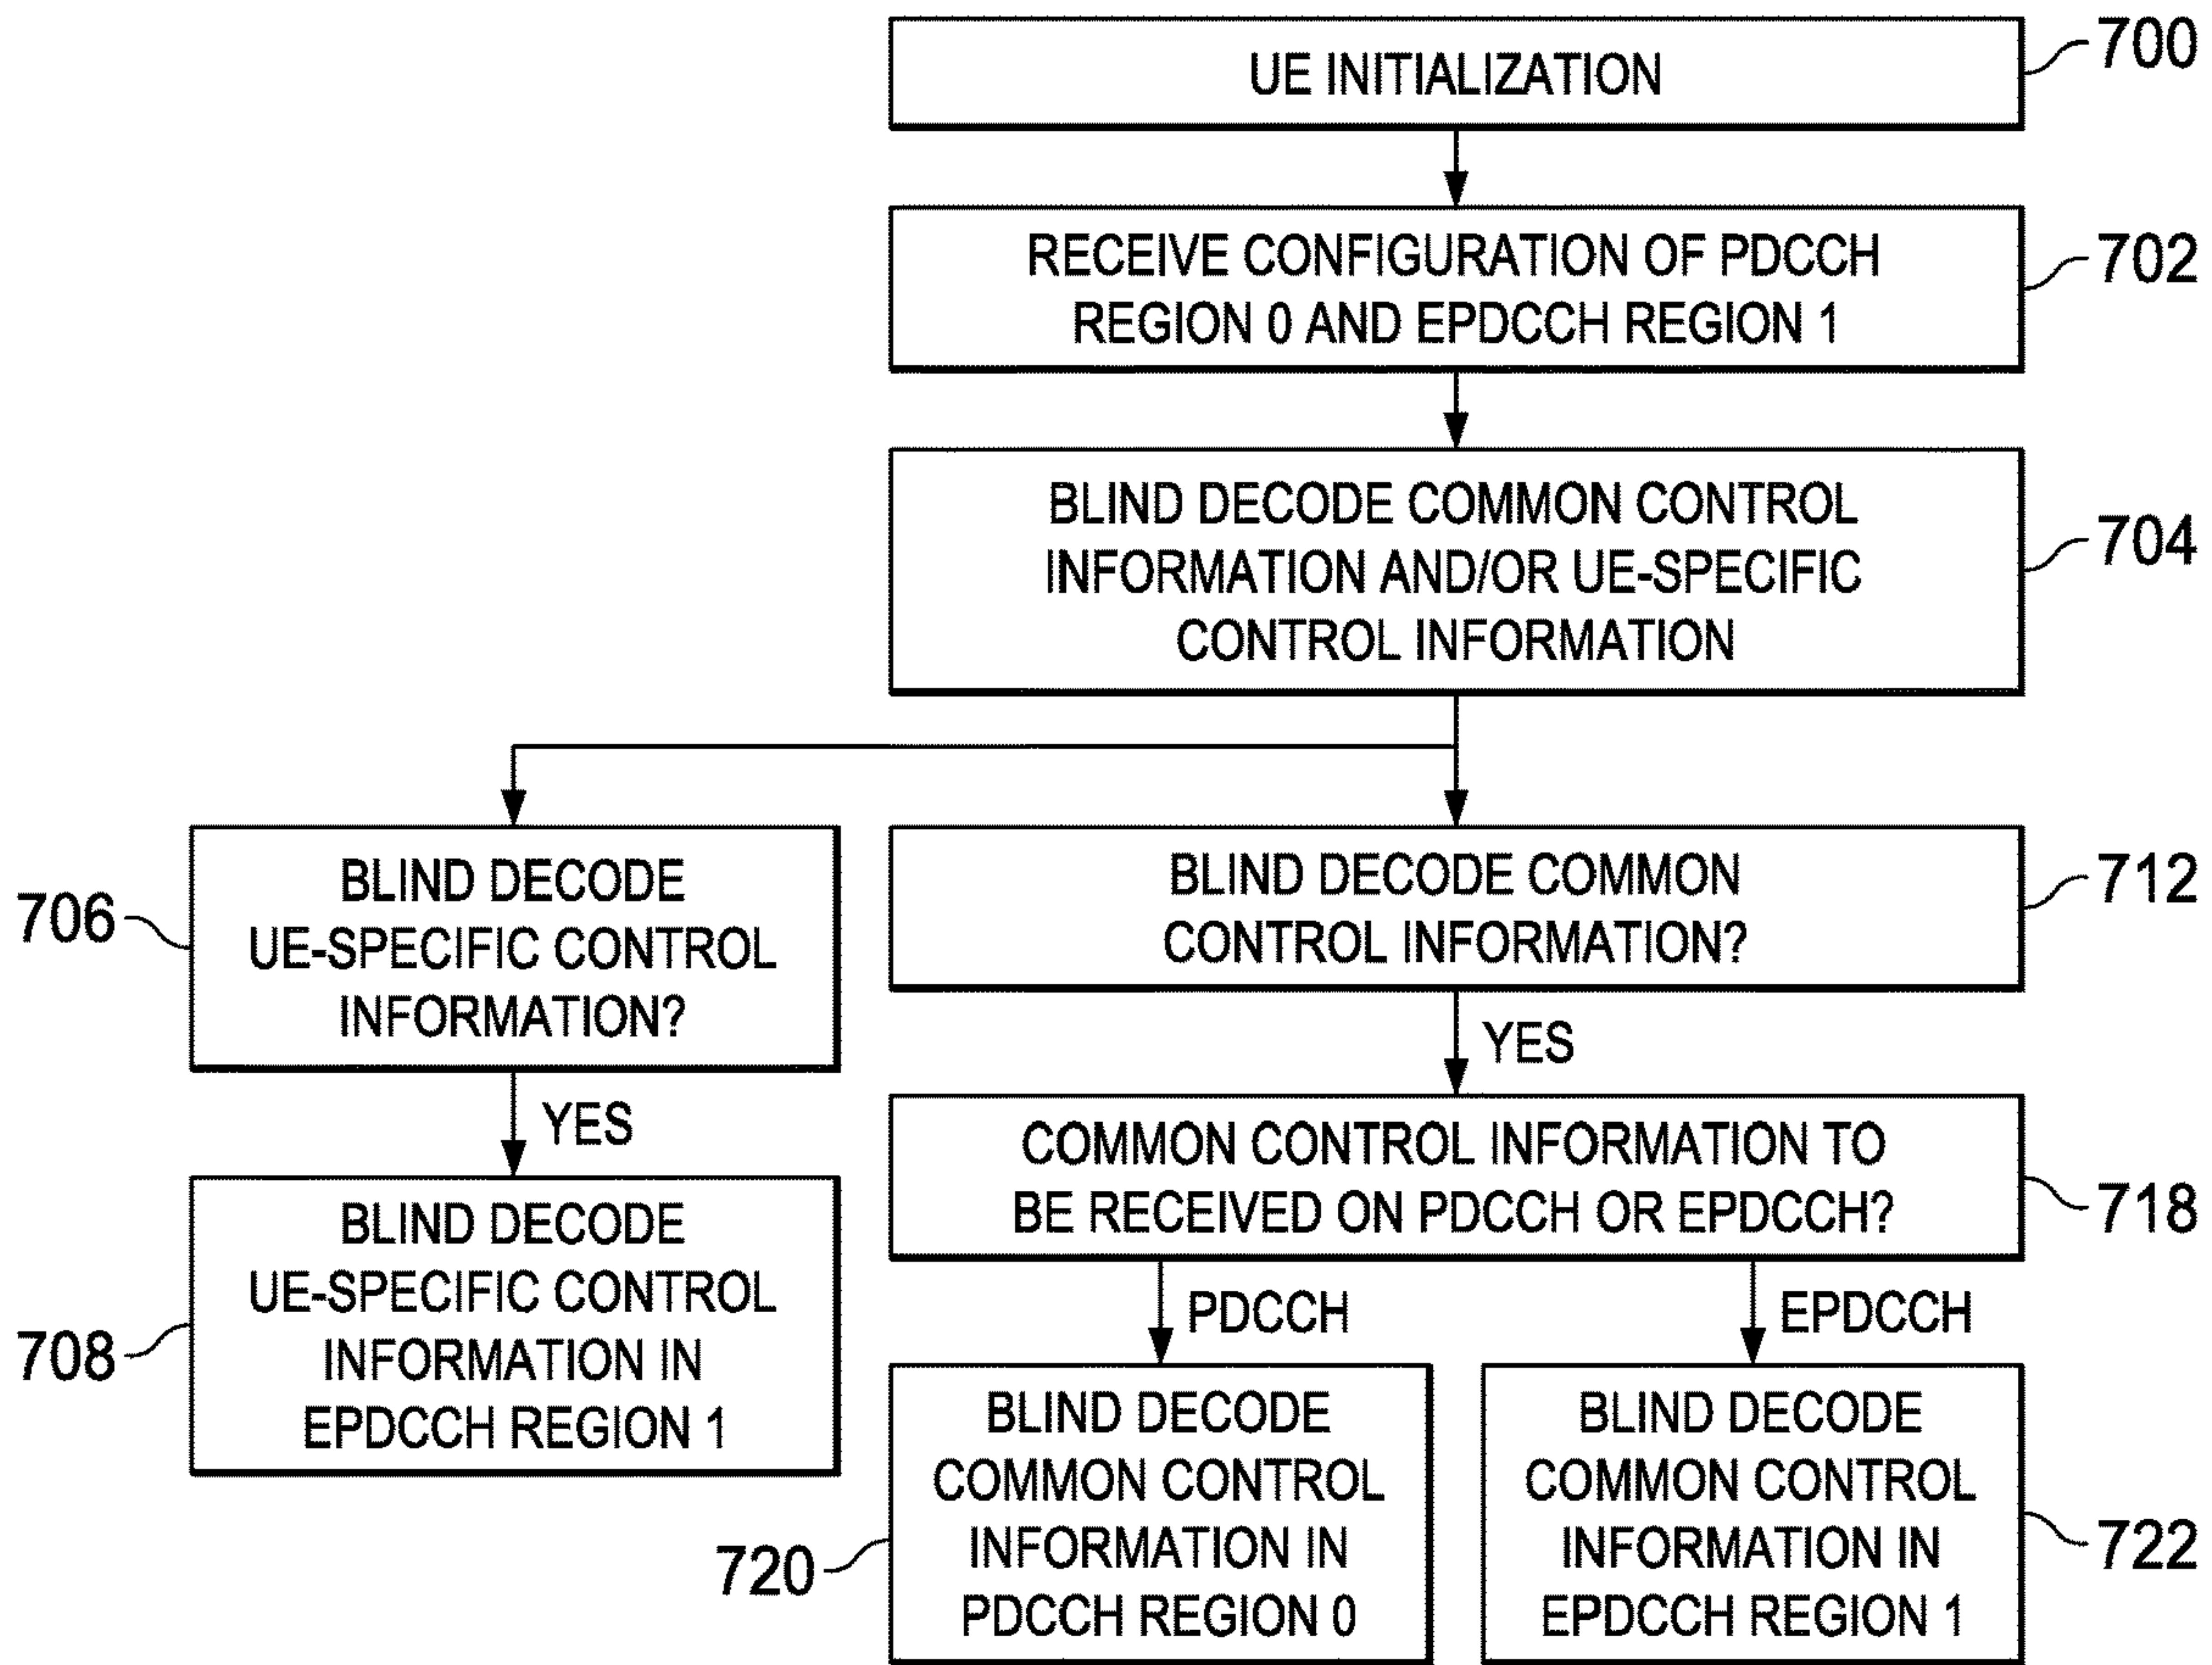 UE INITIALIZATION
700
RECEIVE CONFIGURATION OF PDCCH
REGION 0 AND EPDCCH REGION 1
702
BLIND DECODE COMMON CONTROL
INFORMATION AND/OR UE-SPECIFIC
CONTROL INFORMATION
704
BLIND DECODE
UE-SPECIFIC CONTROL
INFORMATION?
706
YES
BLIND DECODE
UE-SPECIFIC CONTROL
INFORMATION IN
EPDCCH REGION 1
708
BLIND DECODE COMMON
CONTROL INFORMATION?
712
YES
COMMON CONTROL INFORMATION TO
BE RECEIVED ON PDCCH OR EPDCCH?
718
PDCCH
EPDCCH
BLIND DECODE
COMMON CONTROL
INFORMATION IN
PDCCH REGION 0
720
BLIND DECODE
COMMON CONTROL
INFORMATION IN
EPDCCH REGION 1
722